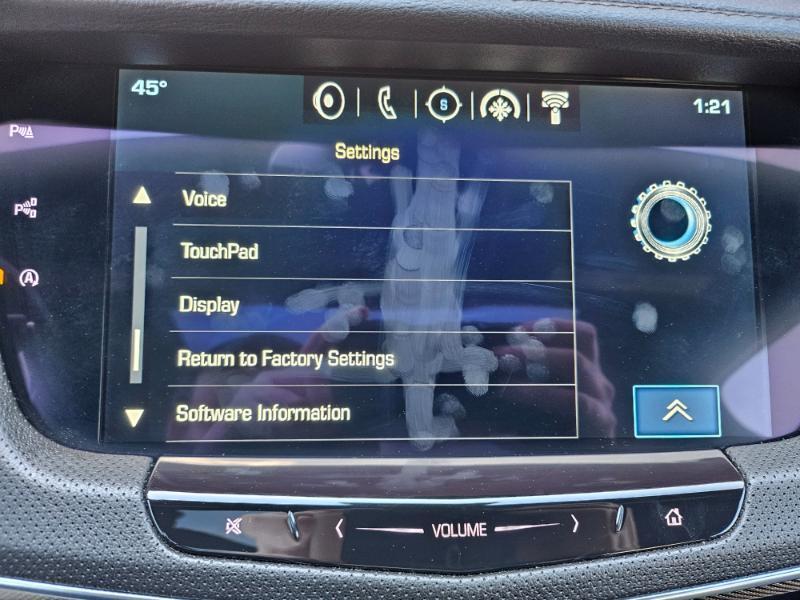 45°
S
1:21
Settings
Voice
TouchPad
Display
Return to Factory Settings
Software Information
P
P
A
VOLUME